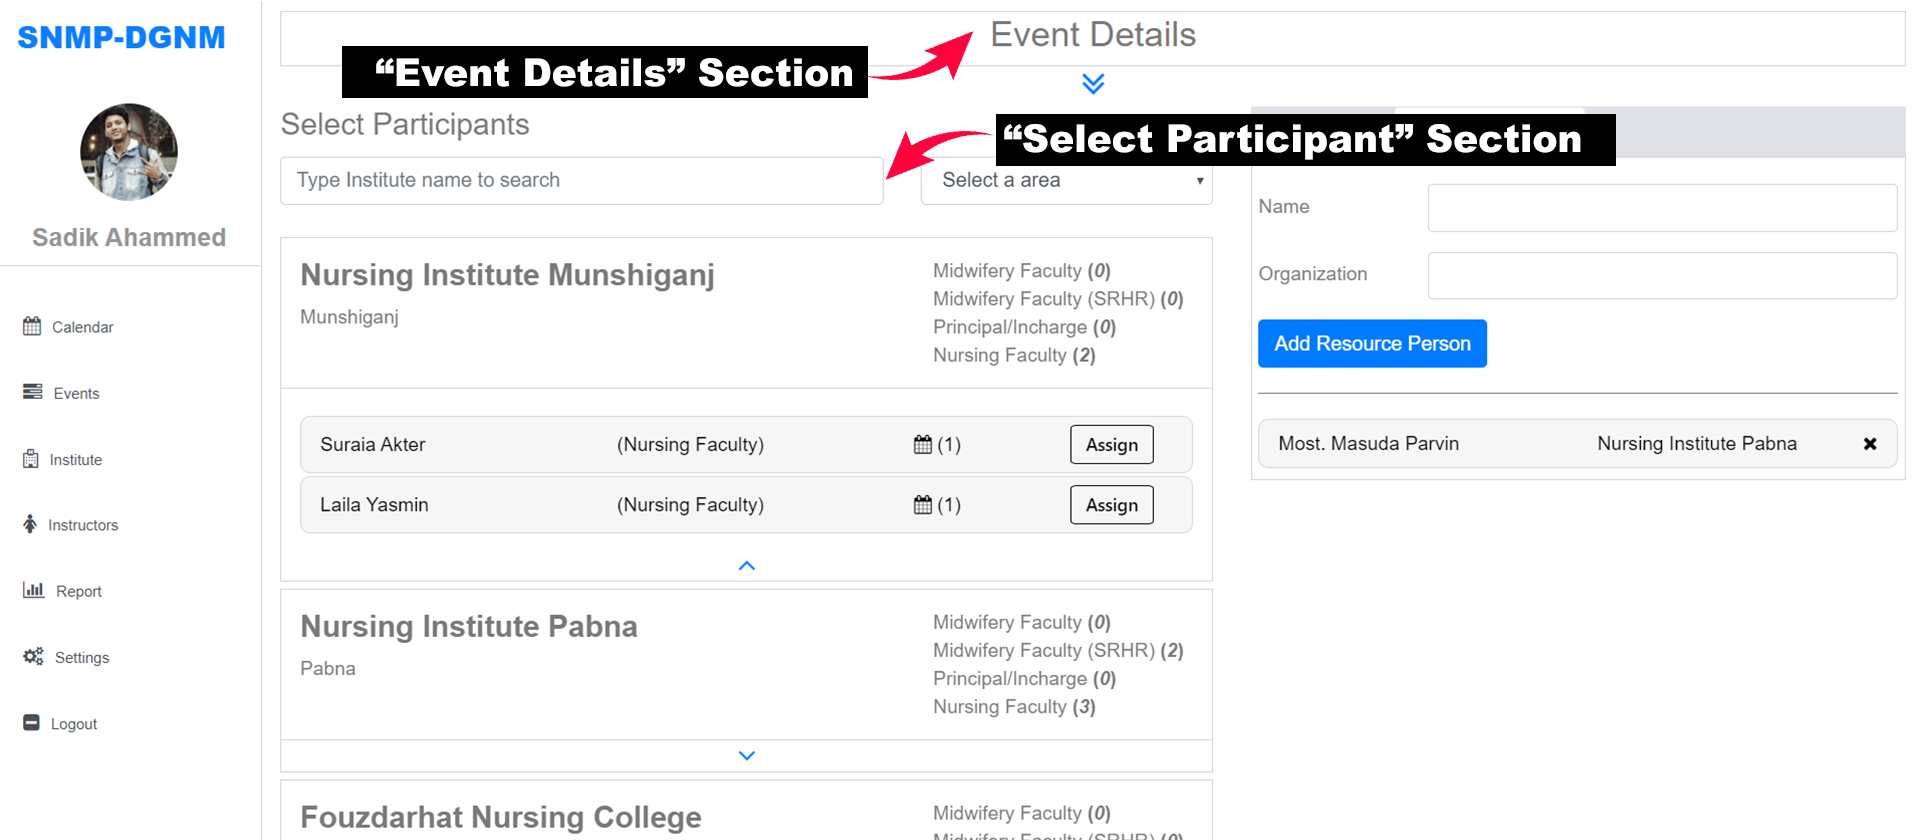 SNMP-DGNM
Sadik Ahammed
Calendar
Events
Institute
Instructors
Report
Settings
Logout
Event Details
“Event Details” Section
Select Participants
“Select Participant” Section
Type Institute name to search
Select a area
Nursing Institute Munshiganj
Munshiganj
Midwifery Faculty (0)
Midwifery Faculty (SRHR) (0)
Principal/Incharge (0)
Nursing Faculty (2)
Suraia Akter (Nursing Faculty) (1) Assign
Laila Yasmin (Nursing Faculty) (1) Assign
Nursing Institute Pabna
Pabna
Midwifery Faculty (0)
Midwifery Faculty (SRHR) (2)
Principal/Incharge (0)
Nursing Faculty (3)
Fouzdarhat Nursing College
Midwifery Faculty (0)
Midwifery Faculty (SRHR) (0)
Name
Organization
Add Resource Person
Most. Masuda Parvin Nursing Institute Pabna